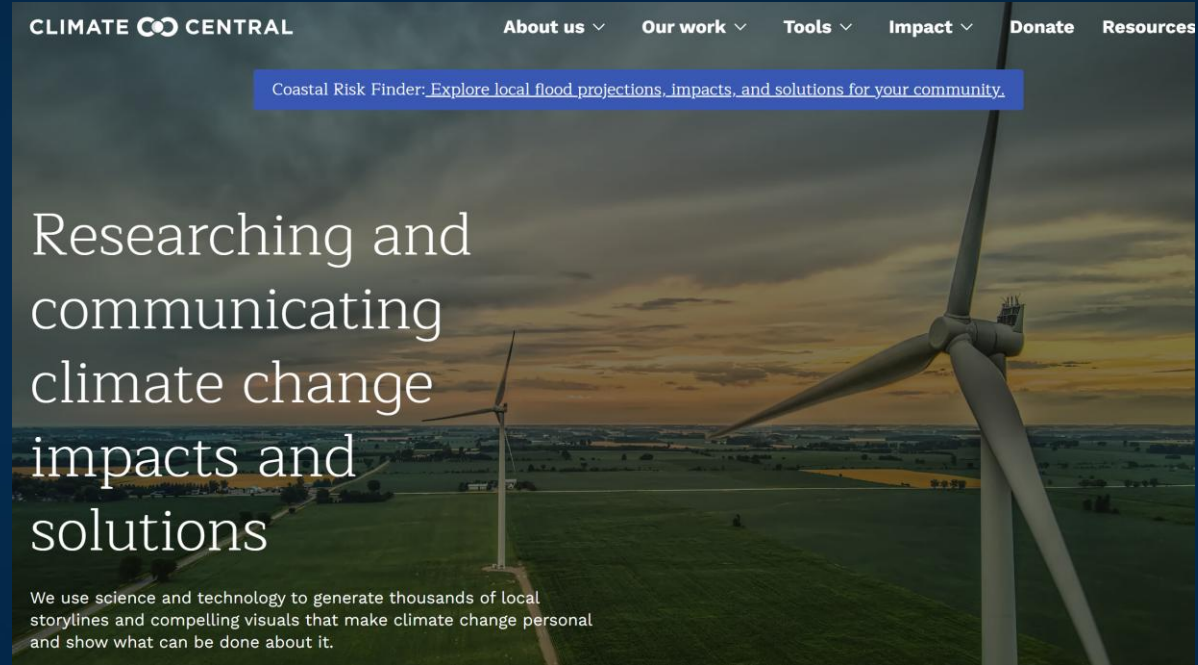 CLIMATE CENTRAL
About us
Our work
Tools
Impact
Donate
Resources
Coastal Risk Finder: Explore local flood projections, impacts, and solutions for your community.
Researching and
communicating
climate change
impacts and
solutions
We use science and technology to generate thousands of local
storylines and compelling visuals that make climate change personal
and show what can be done about it.